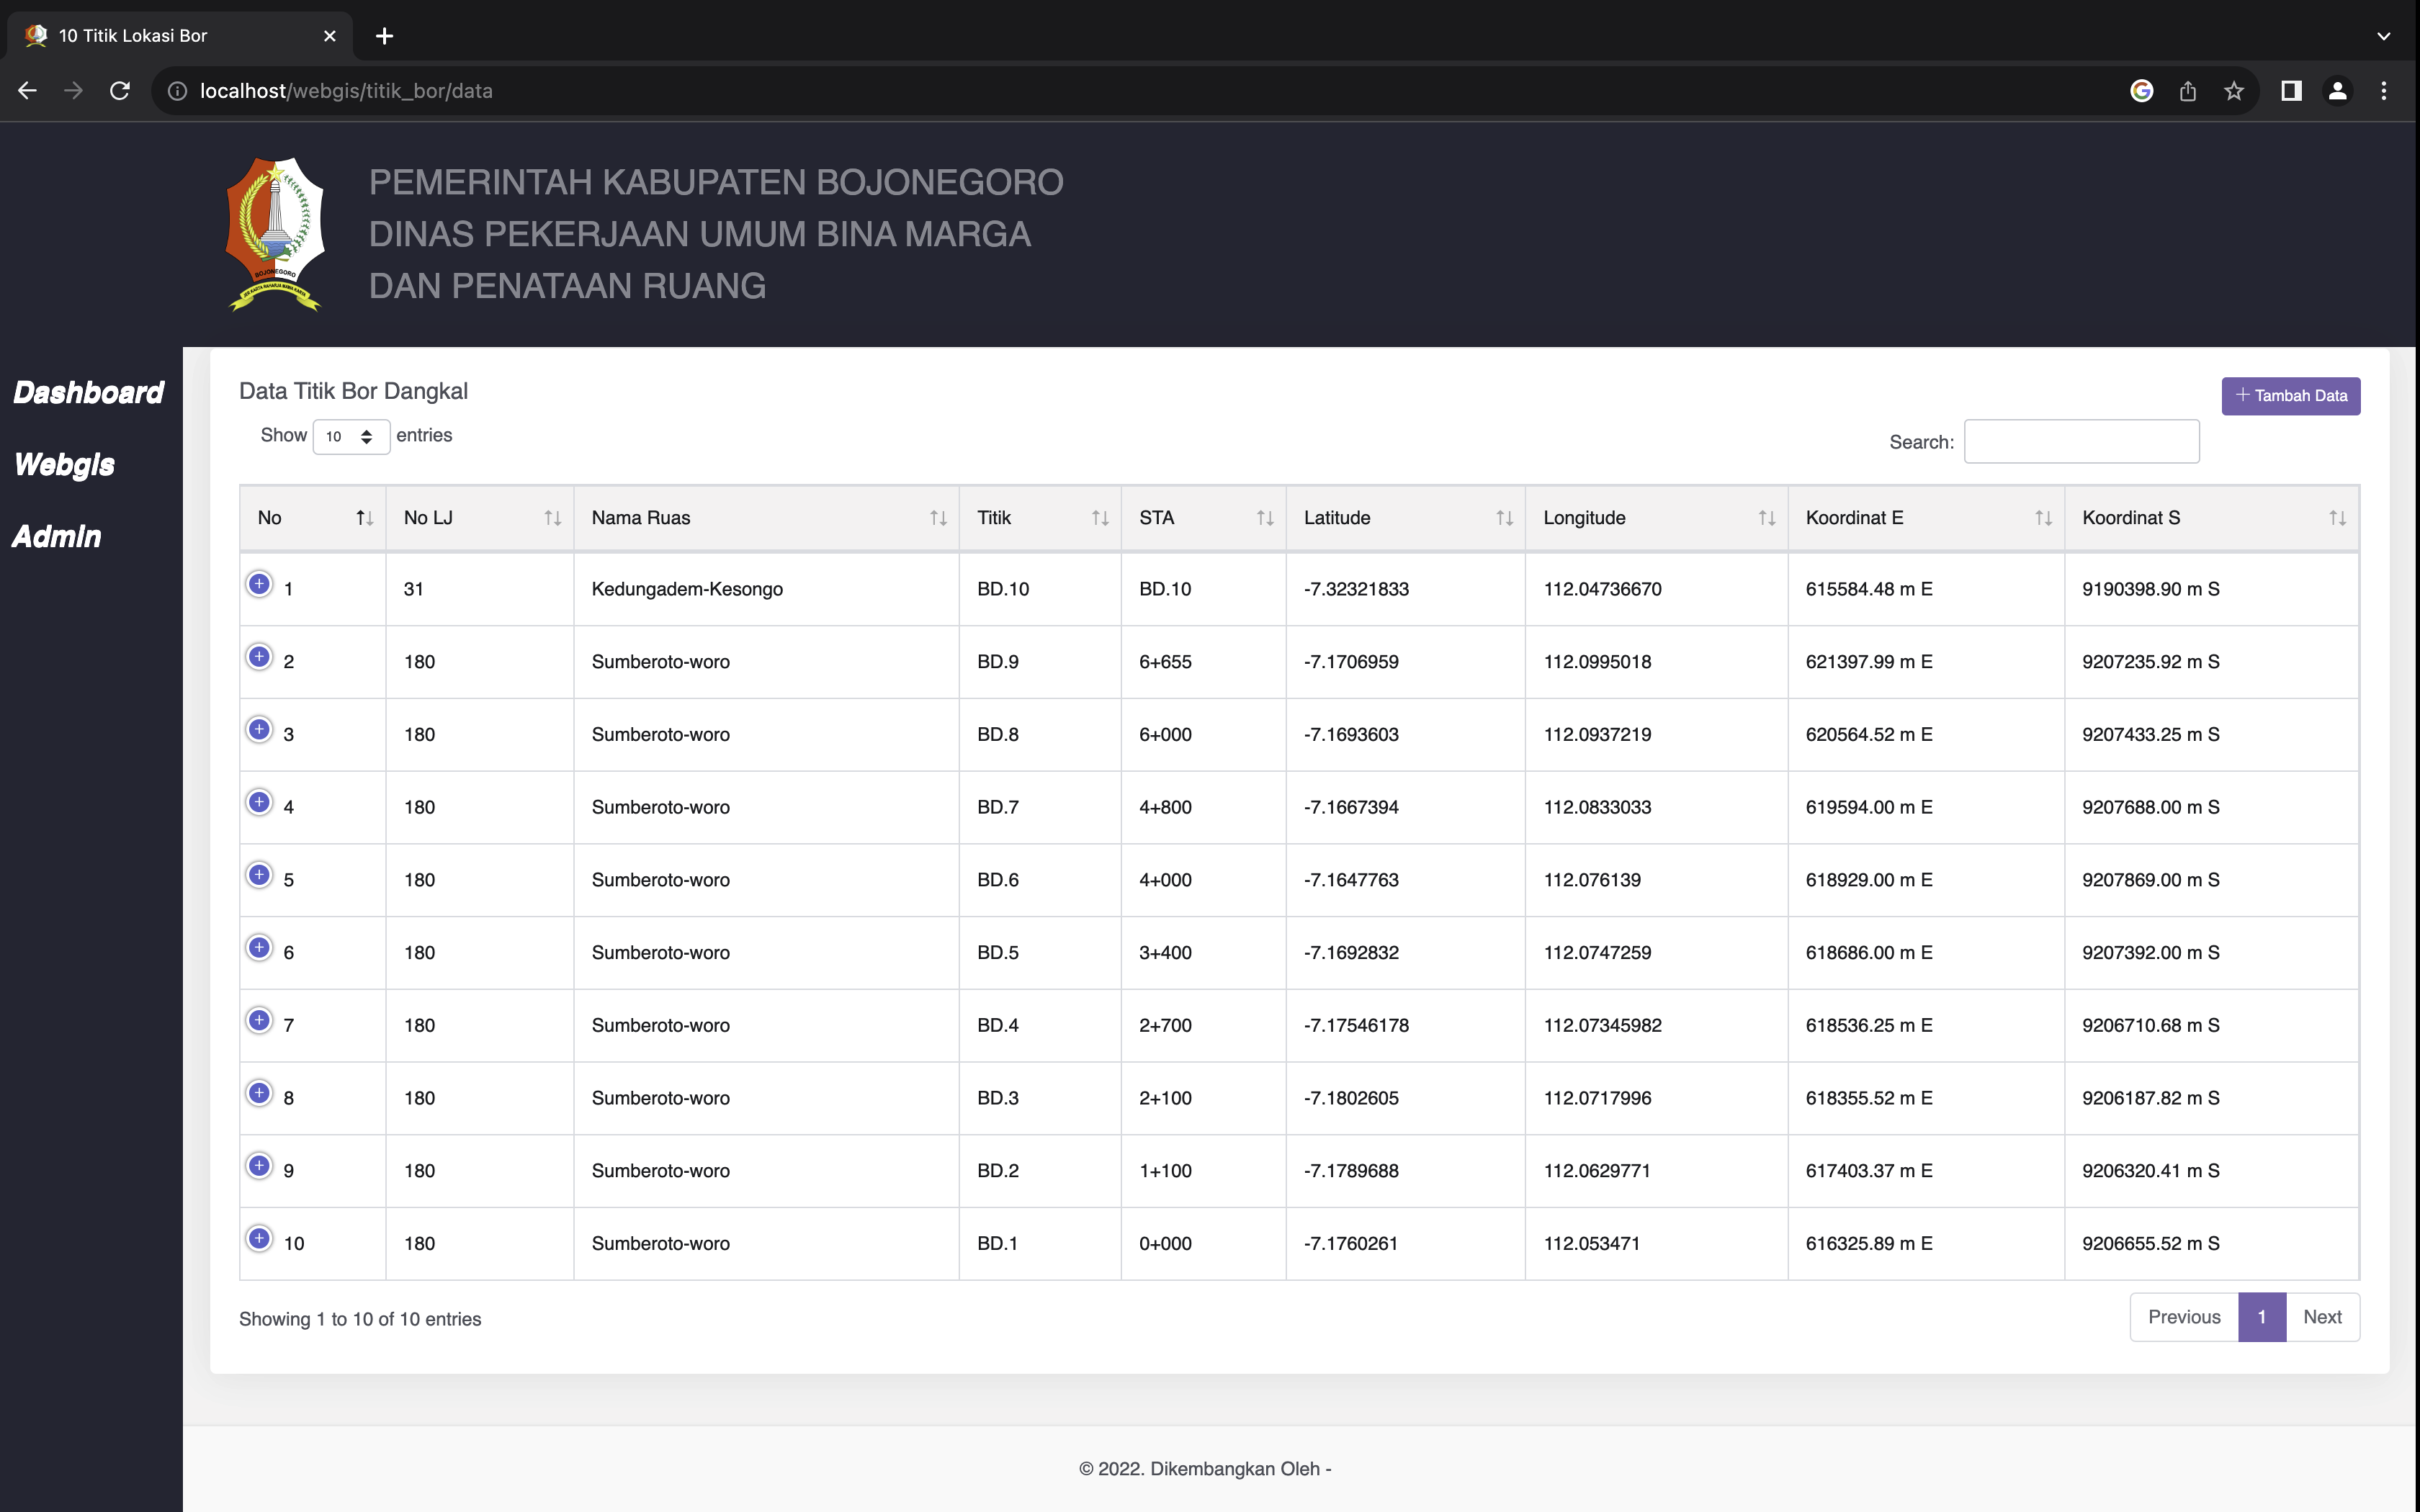 10 Titik Lokasi Bor
localhost/webgis/titik_bor/data
PEMERINTAH KABUPATEN BOJONEGORO
DINAS PEKERJAAN UMUM BINA MARGA
DAN PENATAAN RUANG
BOJONEGORO
Dashboard
WebgIs
AdmIn
Data Titik Bor Dangkal
+ Tambah Data
Show 10 entries
Search:
No No LJ Nama Ruas Titik STA Latitude Longitude Koordinat E Koordinat S
1 31 Kedungadem-Kesongo BD.10 BD.10 -7.32321833 112.04736670 615584.48 m E 9190398.90 m S
2 180 Sumberoto-woro BD.9 6+655 -7.1706959 112.0995018 621397.99 m E 9207235.92 m S
3 180 Sumberoto-woro BD.8 6+000 -7.1693603 112.0937219 620564.52 m E 9207433.25 m S
4 180 Sumberoto-woro BD.7 4+800 -7.1667394 112.0833033 619594.00 m E 9207688.00 m S
5 180 Sumberoto-woro BD.6 4+000 -7.1647763 112.076139 618929.00 m E 9207869.00 m S
6 180 Sumberoto-woro BD.5 3+400 -7.1692832 112.0747259 618686.00 m E 9207392.00 m S
7 180 Sumberoto-woro BD.4 2+700 -7.17546178 112.07345982 618536.25 m E 9206710.68 m S
8 180 Sumberoto-woro BD.3 2+100 -7.1802605 112.0717996 618355.52 m E 9206187.82 m S
9 180 Sumberoto-woro BD.2 1+100 -7.1789688 112.0629771 617403.37 m E 9206320.41 m S
10 180 Sumberoto-woro BD.1 0+000 -7.1760261 112.053471 616325.89 m E 9206655.52 m S
Showing 1 to 10 of 10 entries
Previous 1 Next
© 2022. Dikembangkan Oleh -